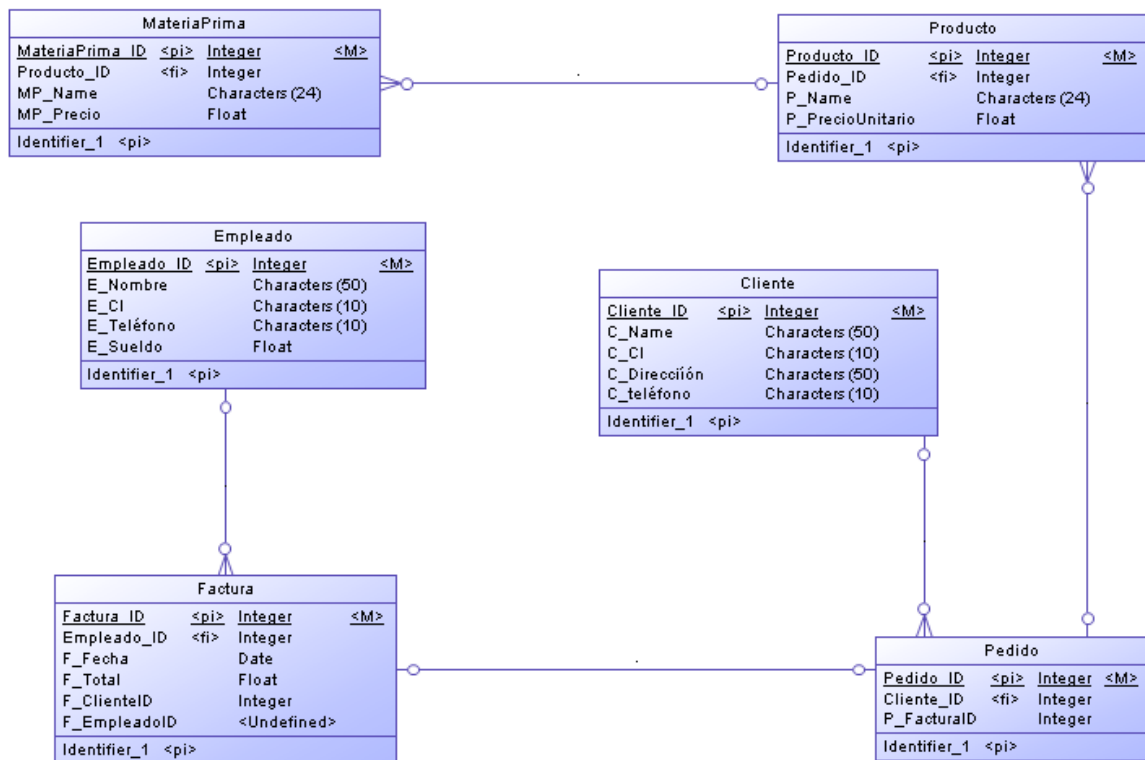 MateriaPrima
MateriaPrima_ID <pi> Integer <M>
Producto_ID <fi> Integer
MP_Name Characters (24)
MP_Precio Float
Identifier_1 <pi>
Producto
Producto_ID <pi> Integer <M>
Pedido_ID <fi> Integer
P_Name Characters (24)
P_PrecioUnitario Float
Identifier_1 <pi>
Empleado
Empleado_ID <pi> Integer <M>
E_Nombre Characters (50)
E_CI Characters (10)
E_Teléfono Characters (10)
E_Sueldo Float
Identifier_1 <pi>
Cliente
Cliente_ID <pi> Integer <M>
C_Name Characters (50)
C_CI Characters (10)
C_Direcciíón Characters (50)
C_teléfono Characters (10)
Identifier_1 <pi>
Factura
Factura_ID <pi> Integer <M>
Empleado_ID <fi> Integer
F_Fecha Date
F_Total Float
F_ClienteID Integer
F_EmpleadoID <Undefined>
Identifier_1 <pi>
Pedido
Pedido_ID <pi> Integer <M>
Cliente_ID <fi> Integer
P_FacturaID Integer
Identifier_1 <pi>